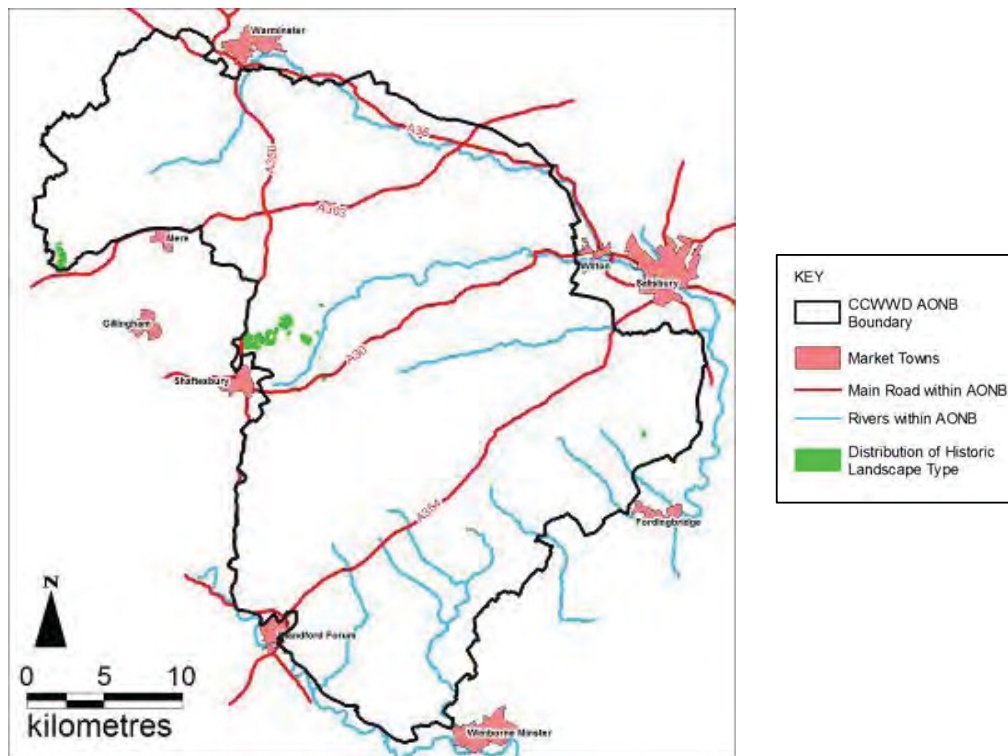 Warminster
A36
A350
A303
Mere
Wilton
Salisbury
Gillingham
A30
Shaftesbury
A354
Fordingbridge
N
Blandford Forum
0 5 10
kilometres
Wimborne Minster
KEY
CCWWD AONB
Boundary
Market Towns
Main Road within AONB
Rivers within AONB
Distribution of Historic
Landscape Type